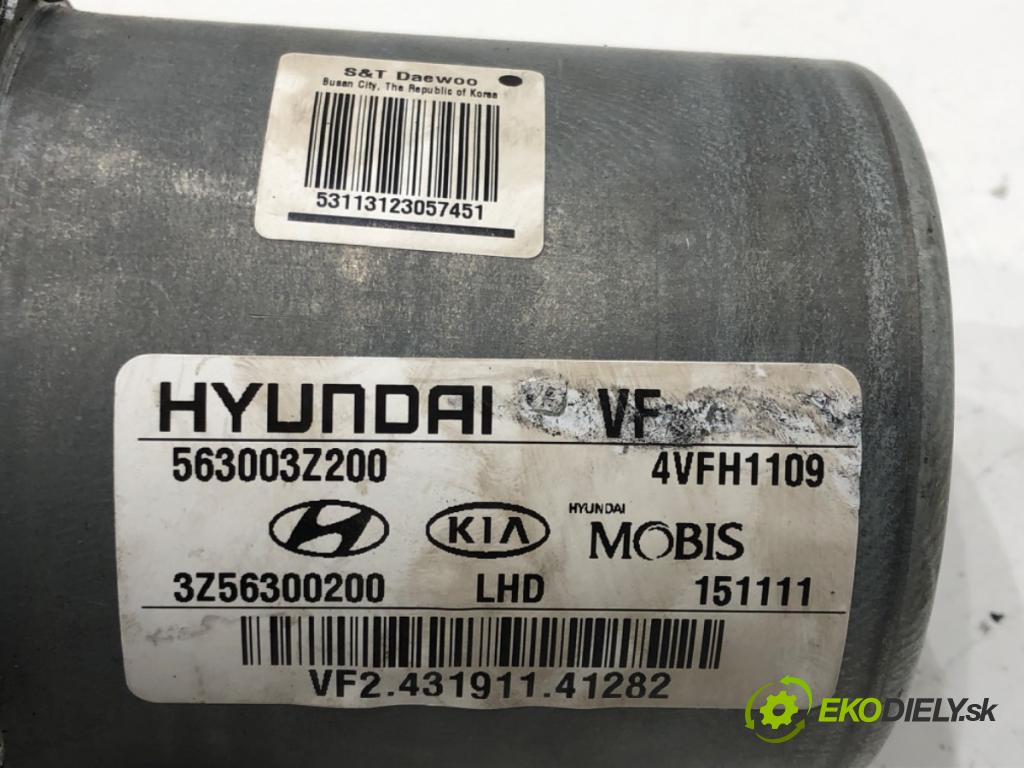 S&T Daewoo
Busan City, The Republic of Korea
53113123057451
HYUNDAI VF
563003Z200 4VFH1109
KIA HYUNDAI MOBIS
3Z56300200 LHD 151111
VF2.431911.41282
EKODIELY.sk